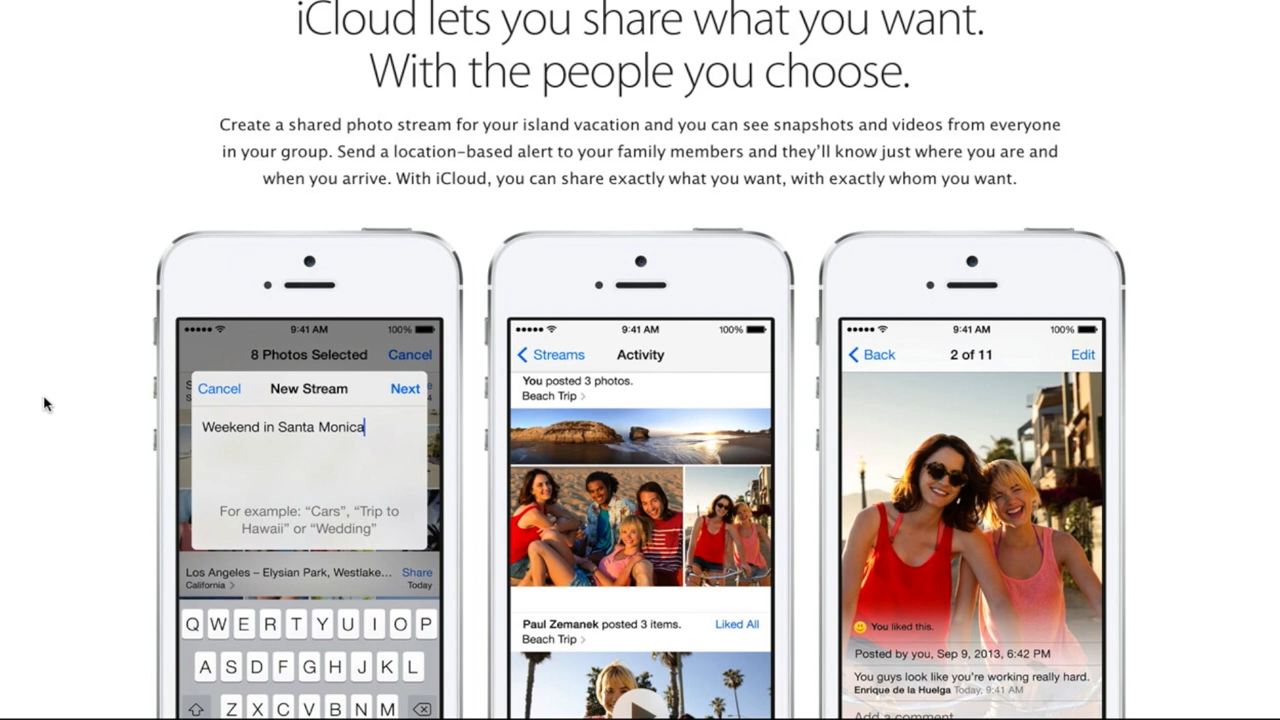 iCloud lets you share what you want.
With the people you choose.
Create a shared photo stream for your island vacation and you can see snapshots and videos from everyone
in your group. Send a location-based alert to your family members and they'll know just where you are and
when you arrive. With iCloud, you can share exactly what you want, with exactly whom you want.
9:41 AM 100%
8 Photos Selected Cancel
Cancel New Stream Next
Weekend in Santa Monica
For example: “Cars”, “Trip to
Hawaii” or “Wedding”
Los Angeles – Elysian Park, Westlake... Share
California > Today
Q W E R T Y U I O P
A S D F G H J K L
Z X C V B N M
9:41 AM 100%
Streams Activity
You posted 3 photos.
Beach Trip >
Paul Zemanek posted 3 items. Liked All
Beach Trip >
9:41 AM 100%
Back 2 of 11 Edit
You liked this.
Posted by you, Sep 9, 2013, 6:42 PM
You guys look like you're working really hard.
Enrique de la Huelga Today, 9:41 AM
Add a comment